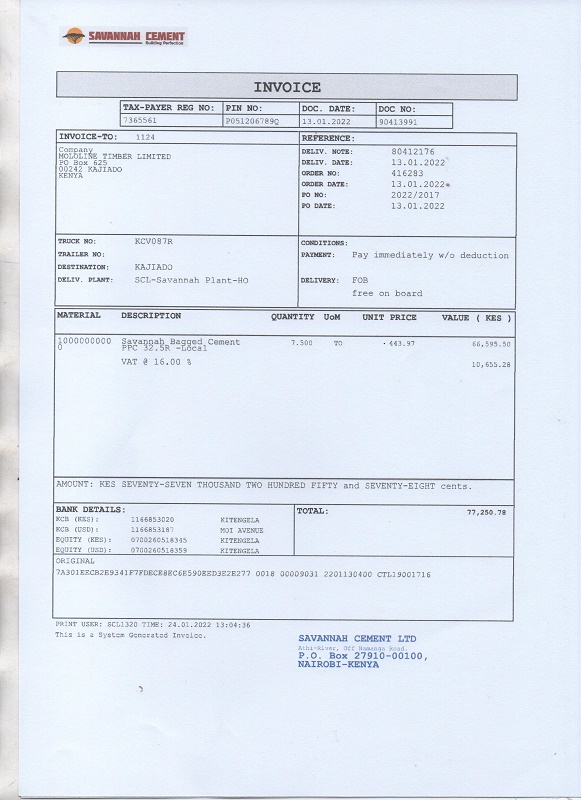 SAVANNAH CEMENT
Building Perfection
INVOICE
TAX-PAYER REG NO: PIN NO: DOC. DATE: DOC NO:
7365561 P051206789Q 13.01.2022 90413991
INVOICE-TO: 1124
Company
MOLOLINE TIMBER LIMITED
PO Box 625
00242 KAJIADO
KENYA
REFERENCE:
DELIV. NOTE: 80412176
DELIV. DATE: 13.01.2022
ORDER NO: 416283
ORDER DATE: 13.01.2022
PO NO: 2022/2017
PO DATE: 13.01.2022
TRUCK NO: KCV087R
TRAILER NO:
DESTINATION: KAJIADO
DELIV. PLANT: SCL-Savannah Plant-HO
CONDITIONS:
PAYMENT: Pay immediately w/o deduction
DELIVERY: FOB
free on board
MATERIAL DESCRIPTION QUANTITY UoM UNIT PRICE VALUE ( KES )
1000000000 Savannah Bagged Cement 7.500 TO 443.97 66,595.50
0 PPC 32.5R -Local
VAT @ 16.00 % 10,655.28
AMOUNT: KES SEVENTY-SEVEN THOUSAND TWO HUNDRED FIFTY and SEVENTY-EIGHT cents.
BANK DETAILS:
KCB (KES): 1166853020 KITENGELA
KCB (USD): 1166853187 MOI AVENUE
EQUITY (KES): 0700260518345 KITENGELA
EQUITY (USD): 0700260518359 KITENGELA
TOTAL: 77,250.78
ORIGINAL
7A301EECB2E9341F7FDECE8EC6E590EED3E2E277 0018 00009031 2201130400 CTL19001716
PRINT USER: SCL1320 TIME: 24.01.2022 13:04:36
This is a System Generated Invoice.
SAVANNAH CEMENT LTD
Athi-River, Off Namanga Road.
P.O. Box 27910-00100,
NAIROBI-KENYA